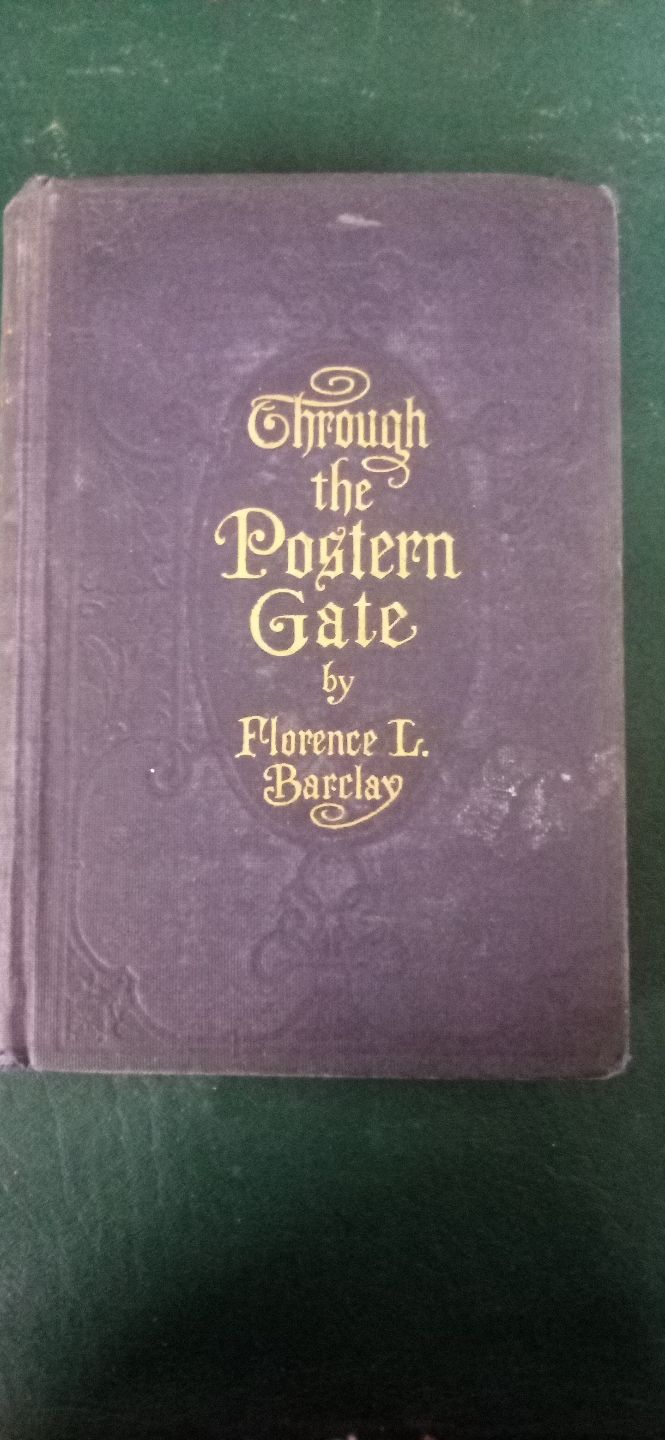 Through
the
Postern
Gate
by
Florence L.
Barclay